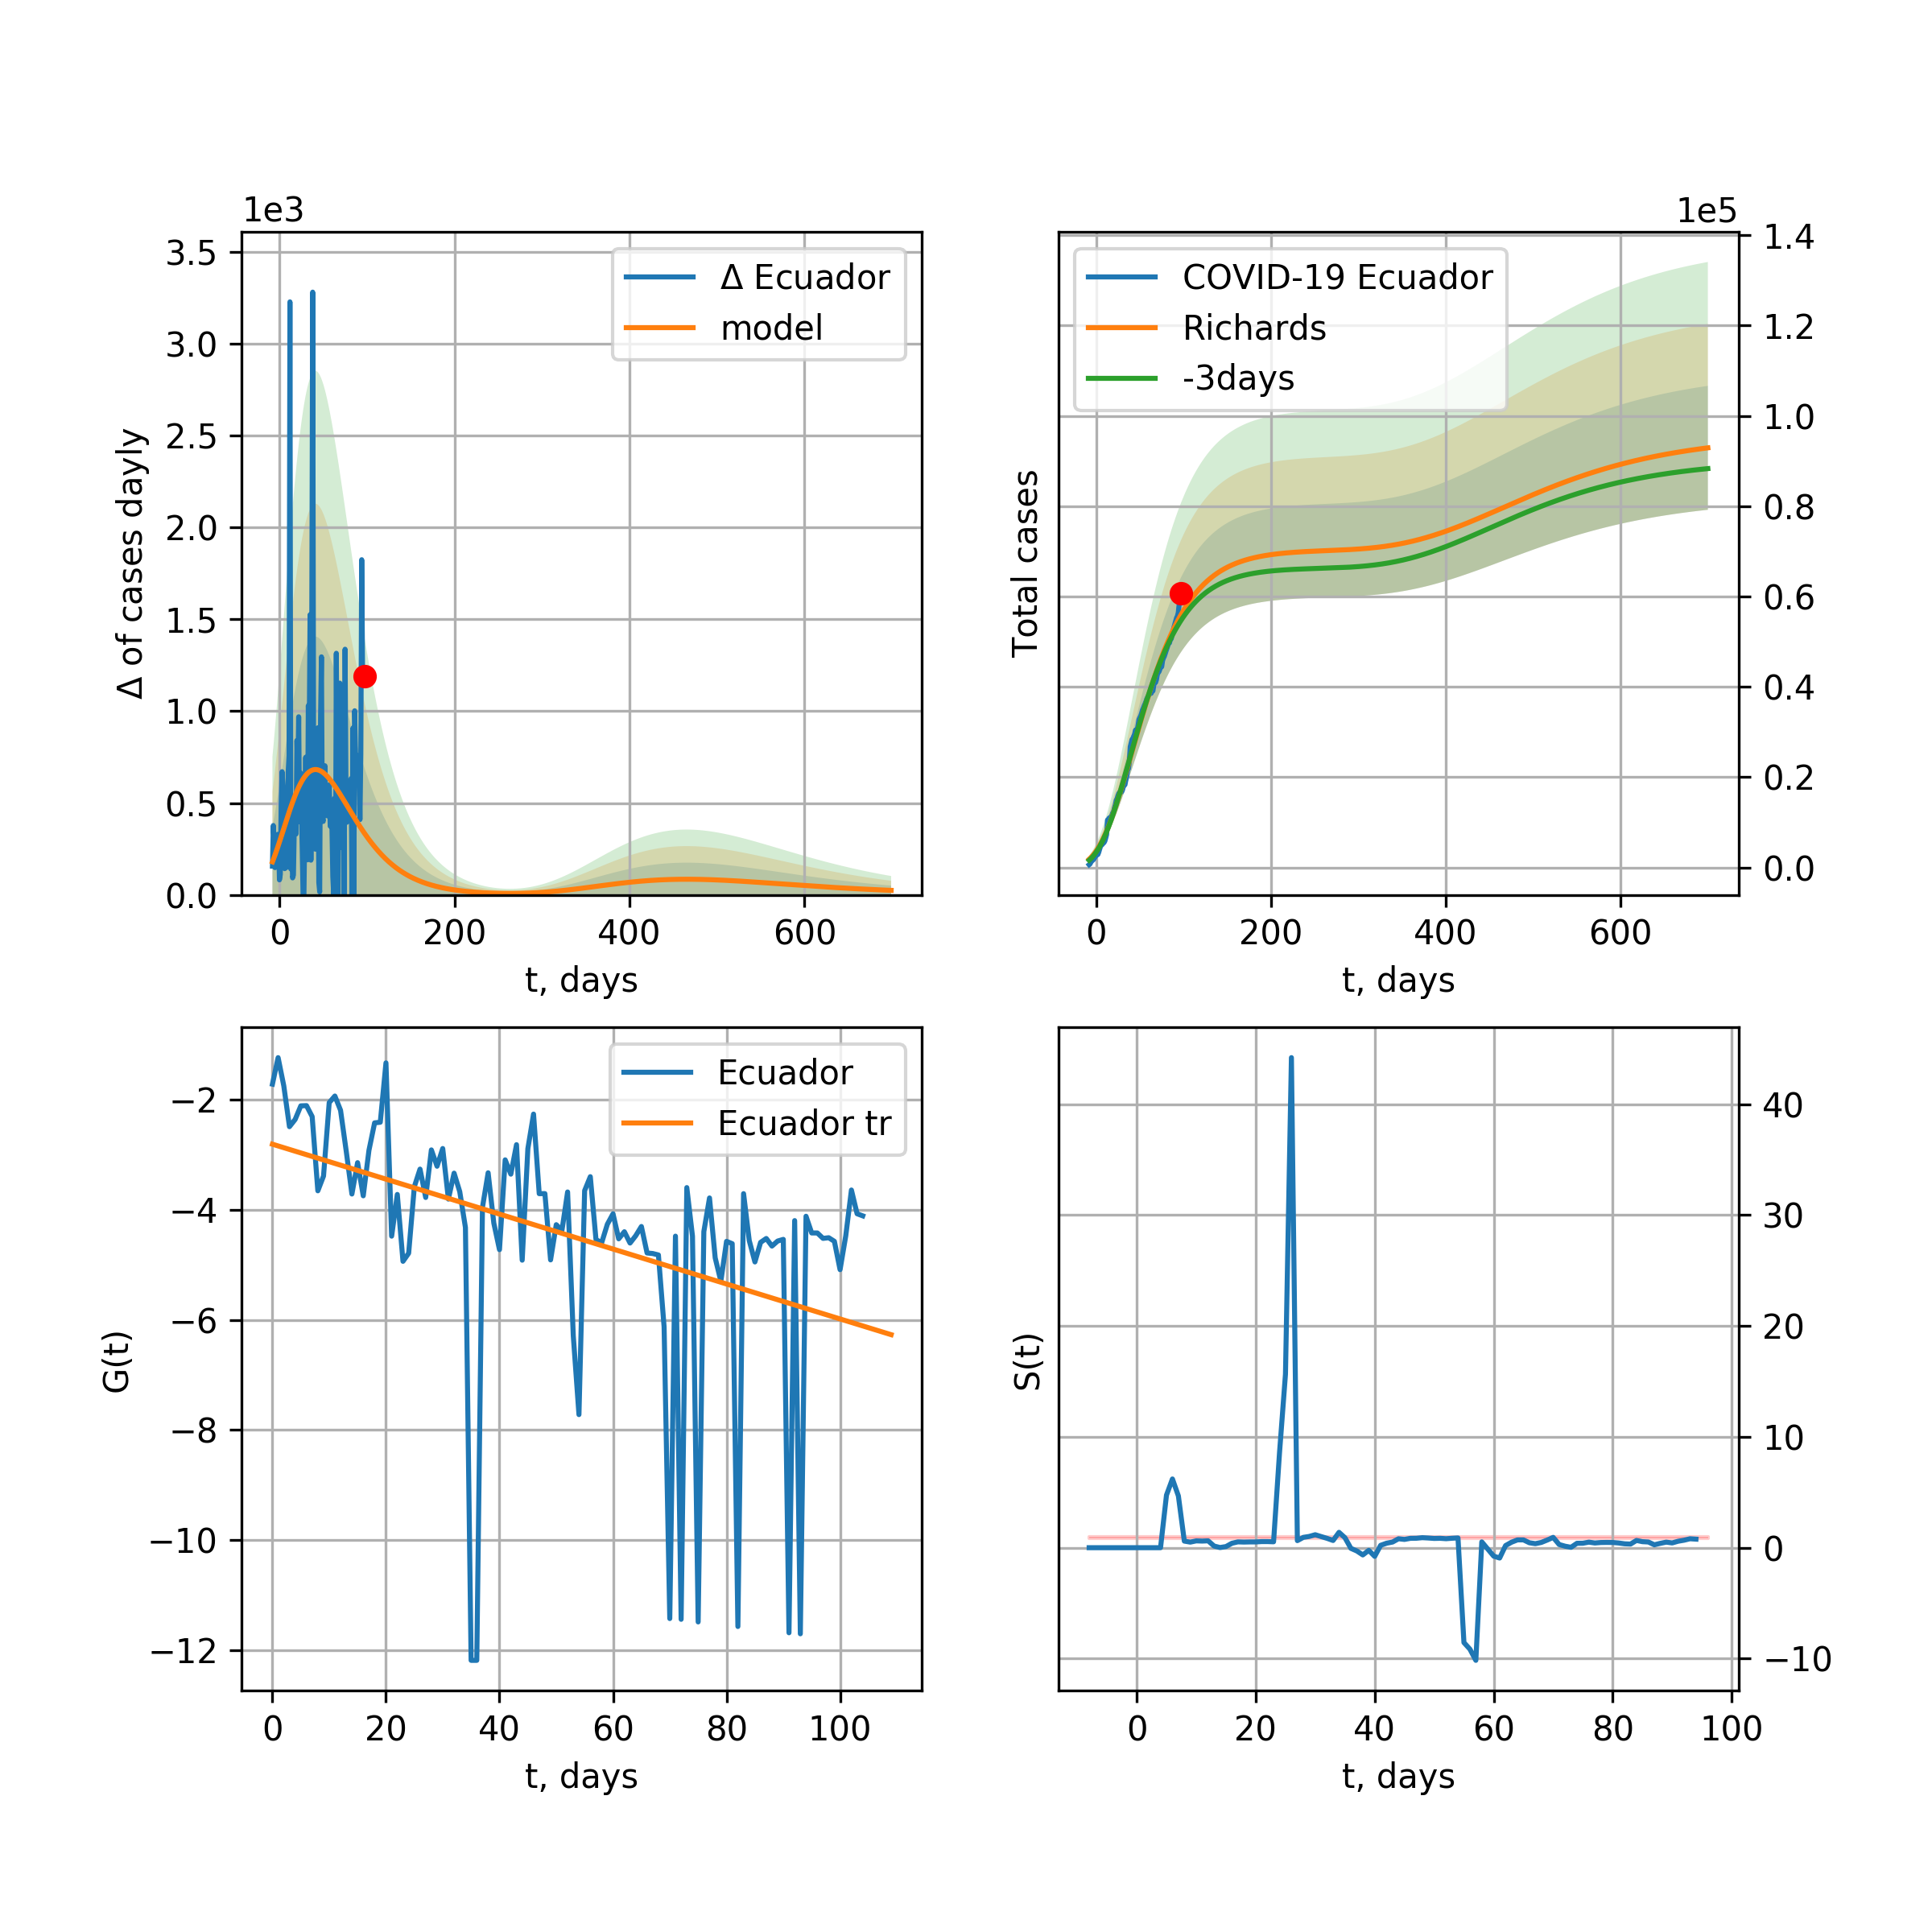 1e3
3.5
3.0
2.5
2.0
1.5
1.0
0.5
0.0
Δ of cases dayly
Δ Ecuador
model
0 200 400 600
t, days
1e5
1.4
1.2
1.0
0.8
0.6
0.4
0.2
0.0
Total cases
COVID-19 Ecuador
Richards
-3days
0 200 400 600
t, days
−2
−4
−6
−8
−10
−12
G(t)
Ecuador
Ecuador tr
0 20 40 60 80 100
t, days
40
30
20
10
0
−10
S(t)
0 20 40 60 80 100
t, days